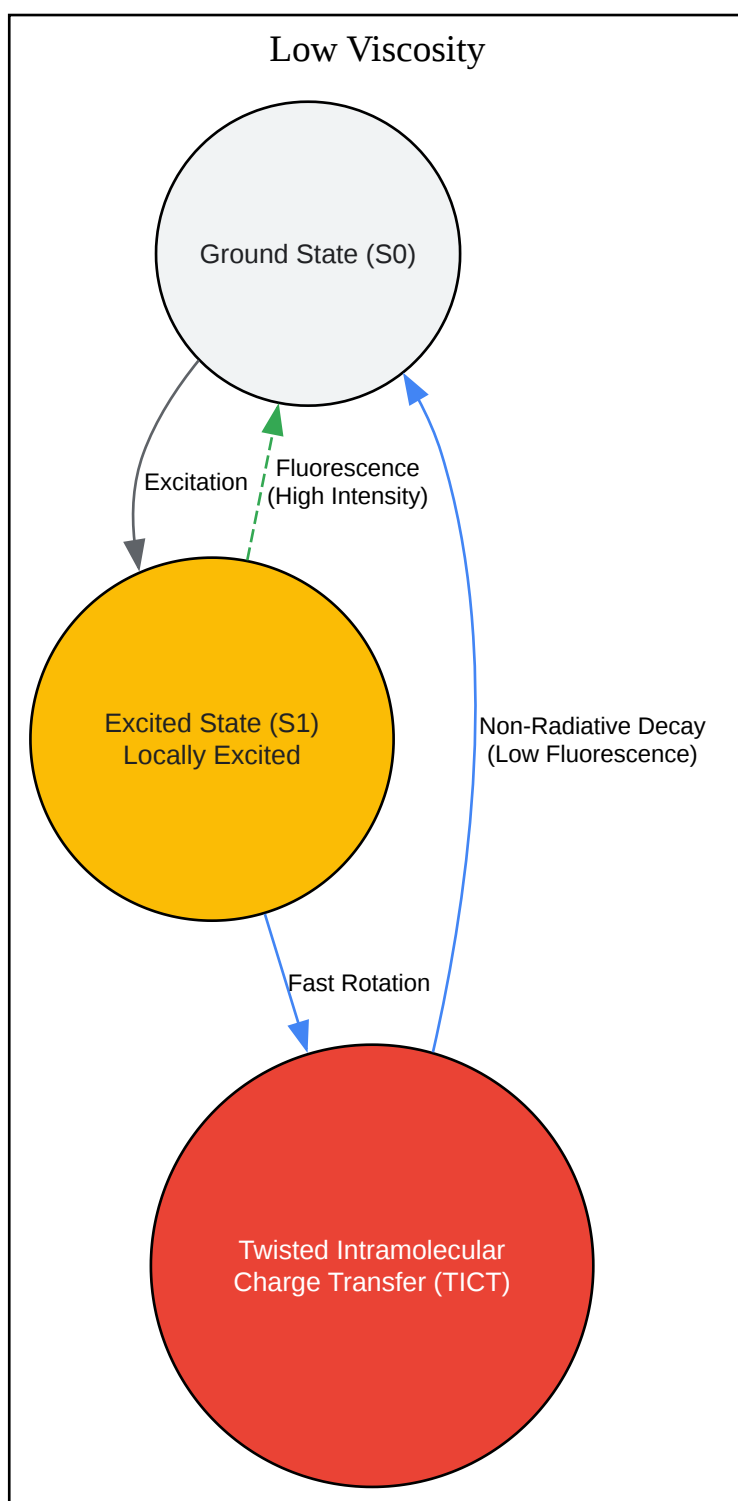 Low Viscosity
Ground State (S0)
Excitation
Fluorescence
(High Intensity)
Excited State (S1)
Locally Excited
Non-Radiative Decay
(Low Fluorescence)
Fast Rotation
Twisted Intramolecular
Charge Transfer (TICT)